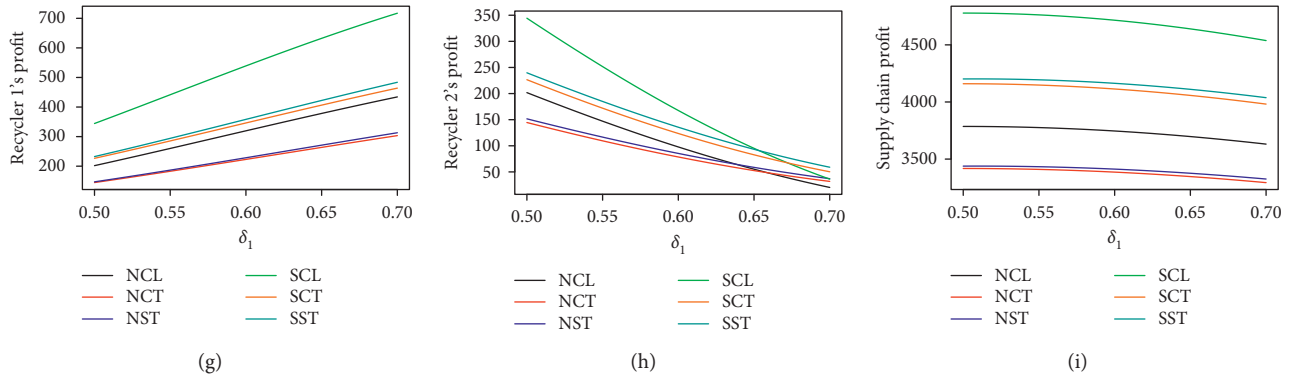 Recycler 1's profit
700
600
500
400
300
200
0.50 0.55 0.60 0.65 0.70
δ1
NCL SCL
NCT SCT
NST SST
(g)
Recycler 2's profit
350
300
250
200
150
100
50
0.50 0.55 0.60 0.65 0.70
δ1
NCL SCL
NCT SCT
NST SST
(h)
Supply chain profit
4500
4000
3500
0.50 0.55 0.60 0.65 0.70
δ1
NCL SCL
NCT SCT
NST SST
(i)